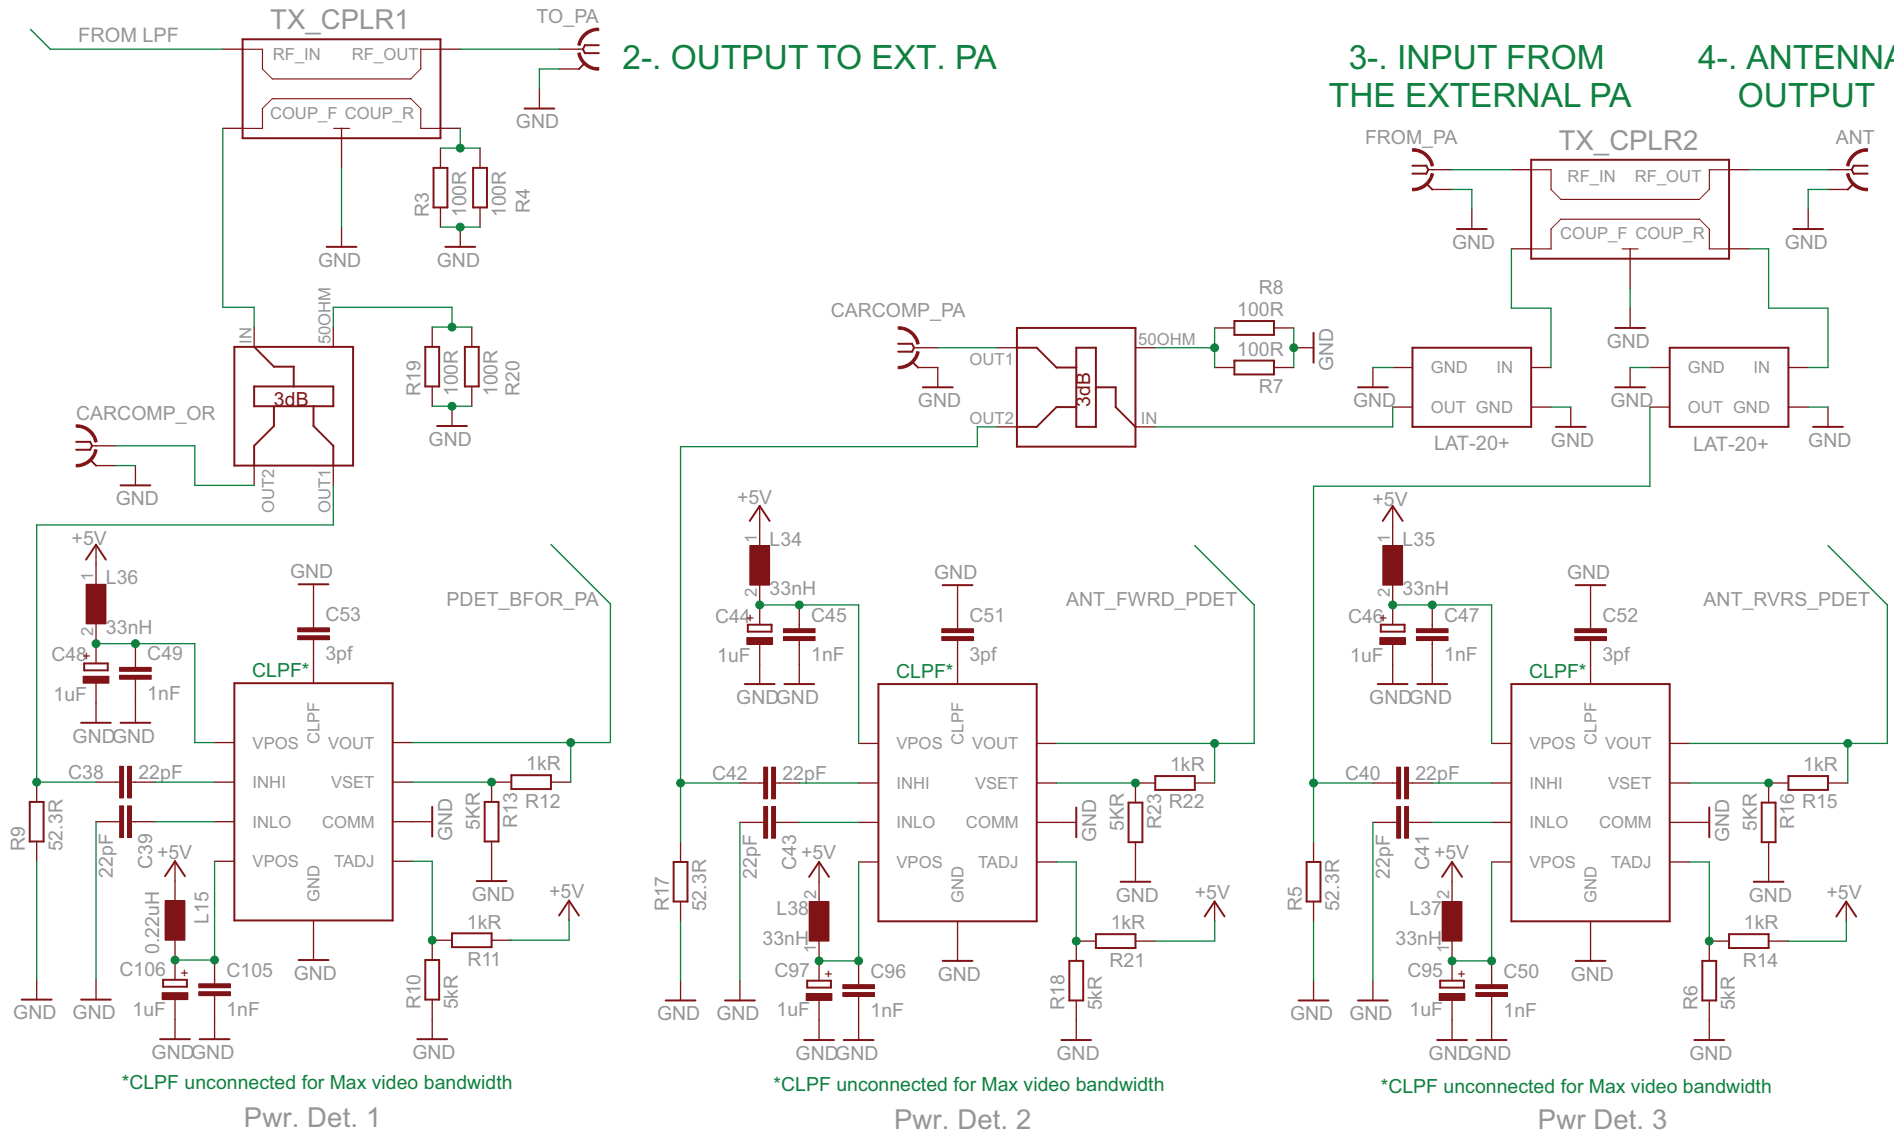 TX_CPLR1
TO_PA
FROM LPF
RF_IN RF_OUT
2-. OUTPUT TO EXT. PA
3-. INPUT FROM
THE EXTERNAL PA
4-. ANTENNA
OUTPUT
COUP_F COUP_R
GND
R3
100R
100R
R4
GND
GND
FROM_PA
TX_CPLR2
ANT
RF_IN RF_OUT
COUP_F COUP_R
GND
GND
GND
IN
50OHM
3dB
R19
100R
100R
R20
GND
CARCOMP_OR
GND
OUT2
OUT1
CARCOMP_PA
GND
OUT1
OUT2
3dB
50OHM
IN
R8
100R
100R
R7
GND
GND IN
OUT GND
LAT-20+
GND
GND
GND IN
OUT GND
LAT-20+
GND
GND
+5V
1
L36
2
33nH
C48
+
1uF
C49
1nF
GND
GND
GND
C53
3pf
CLPF*
PDET_BFOR_PA
VPOS
CLPF
VOUT
INHI
VSET
INLO
COMM
VPOS
GND
TADJ
C38
22pF
22pF
C39
R9
52.3R
GND
GND
+5V
0.22uH
L15
C106
+
1uF
C105
1nF
GND
GND
GND
1kR
R12
5KR
R13
GND
GND
+5V
1kR
R11
R10
5kR
GND
*CLPF unconnected for Max video bandwidth
Pwr. Det. 1
+5V
1
L34
2
33nH
C44
+
1uF
C45
1nF
GND
GND
GND
C51
3pf
CLPF*
ANT_FWRD_PDET
VPOS
CLPF
VOUT
INHI
VSET
INLO
COMM
VPOS
GND
TADJ
C42
22pF
22pF
C43
R17
52.3R
GND
GND
+5V
2
L38
33nH
1
C97
+
1uF
C96
1nF
GND
GND
GND
1kR
R22
5KR
R23
GND
GND
+5V
1kR
R21
R18
5kR
GND
*CLPF unconnected for Max video bandwidth
Pwr. Det. 2
+5V
1
L35
2
33nH
C46
+
1uF
C47
1nF
GND
GND
GND
C52
3pf
CLPF*
ANT_RVRS_PDET
VPOS
CLPF
VOUT
INHI
VSET
INLO
COMM
VPOS
GND
TADJ
C40
22pF
22pF
C41
R5
52.3R
GND
GND
+5V
2
L37
33nH
1
C95
+
1uF
C50
1nF
GND
GND
GND
1kR
R15
5KR
R16
GND
GND
+5V
1kR
R14
R6
5kR
GND
*CLPF unconnected for Max video bandwidth
Pwr Det. 3